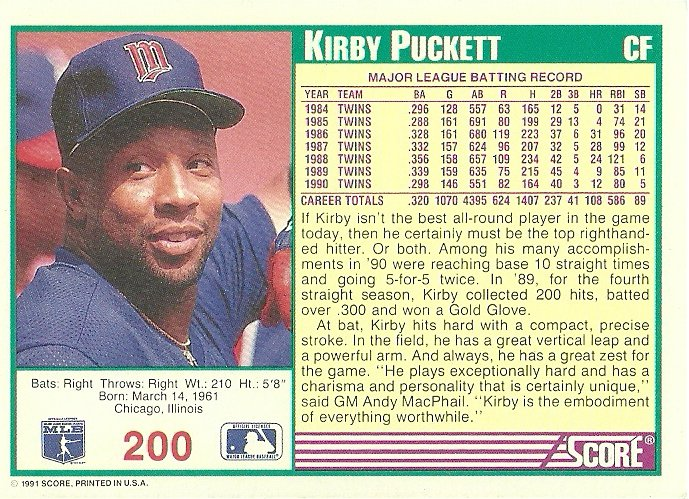 KIRBY PUCKETT CF
MAJOR LEAGUE BATTING RECORD
YEAR TEAM BA G AB R H 2B 3B HR RBI SB
1984 TWINS .296 128 557 63 165 12 5 0 31 14
1985 TWINS .288 161 691 80 199 29 13 4 74 21
1986 TWINS .328 161 680 119 223 37 6 31 96 20
1987 TWINS .332 157 624 96 207 32 5 28 99 12
1988 TWINS .356 158 657 109 234 42 5 24 121 6
1989 TWINS .339 159 635 75 215 45 4 9 85 11
1990 TWINS .298 146 551 82 164 40 3 12 80 5
CAREER TOTALS .320 1070 4395 624 1407 237 41 108 586 89
If Kirby isn't the best all-round player in the game
today, then he certainly must be the top righthand-
ed hitter. Or both. Among his many accomplish-
ments in '90 were reaching base 10 straight times
and going 5-for-5 twice. In '89, for the fourth
straight season, Kirby collected 200 hits, batted
over .300 and won a Gold Glove.
At bat, Kirby hits hard with a compact, precise
stroke. In the field, he has a great vertical leap and
a powerful arm. And always, he has a great zest for
the game. "He plays exceptionally hard and has a
charisma and personality that is certainly unique,"
said GM Andy MacPhail. "Kirby is the embodiment
of everything worthwhile."
M
Bats: Right Throws: Right Wt.: 210 Ht.: 5'8"
Born: March 14, 1961
Chicago, Illinois
MLB
200
OFFICIAL LICENSEE
MAJOR LEAGUE BASEBALL
SCORE®
© 1991 SCORE, PRINTED IN U.S.A.